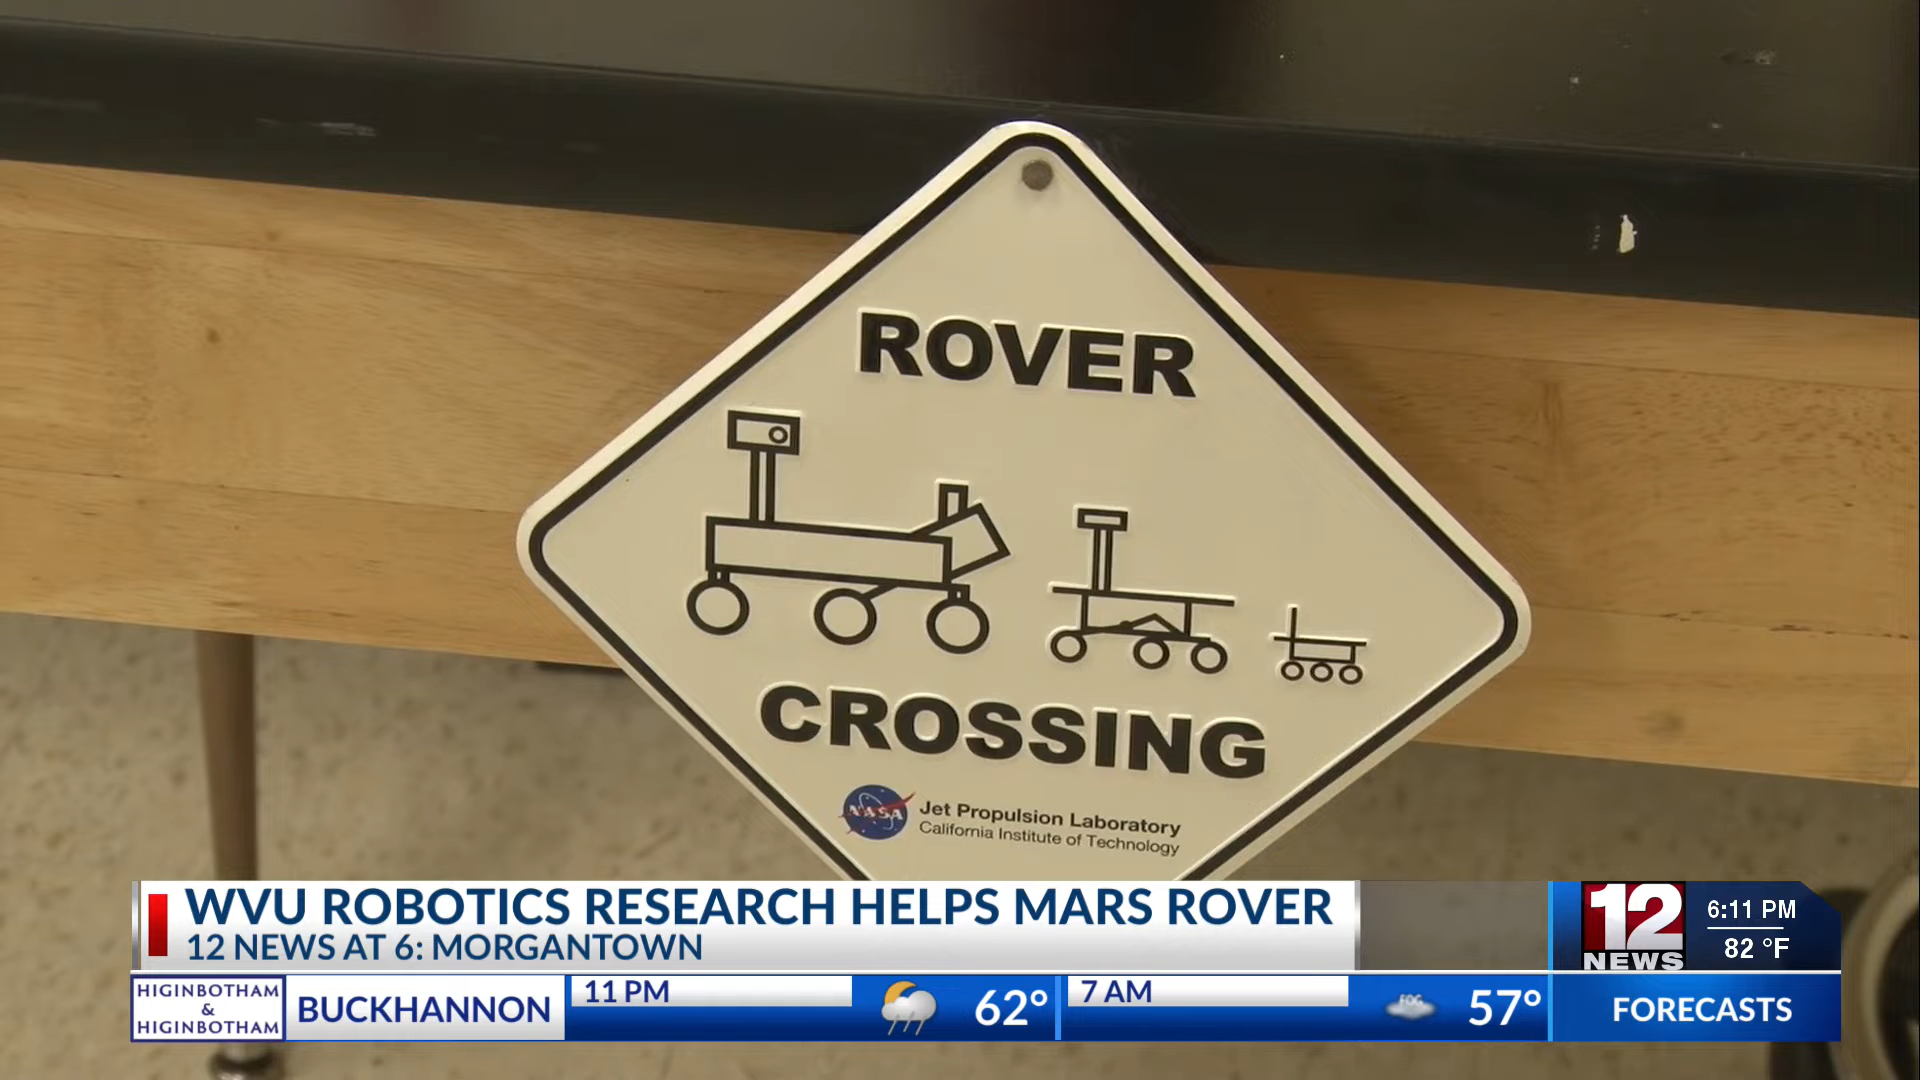 ROVER
CROSSING
NASA
Jet Propulsion Laboratory
California Institute of Technology
WVU ROBOTICS RESEARCH HELPS MARS ROVER
12 NEWS AT 6: MORGANTOWN
12
NEWS
6:11 PM
82 °F
HIGINBOTHAM
&
HIGINBOTHAM
BUCKHANNON
11 PM
62°
7 AM
FOG
57°
FORECASTS